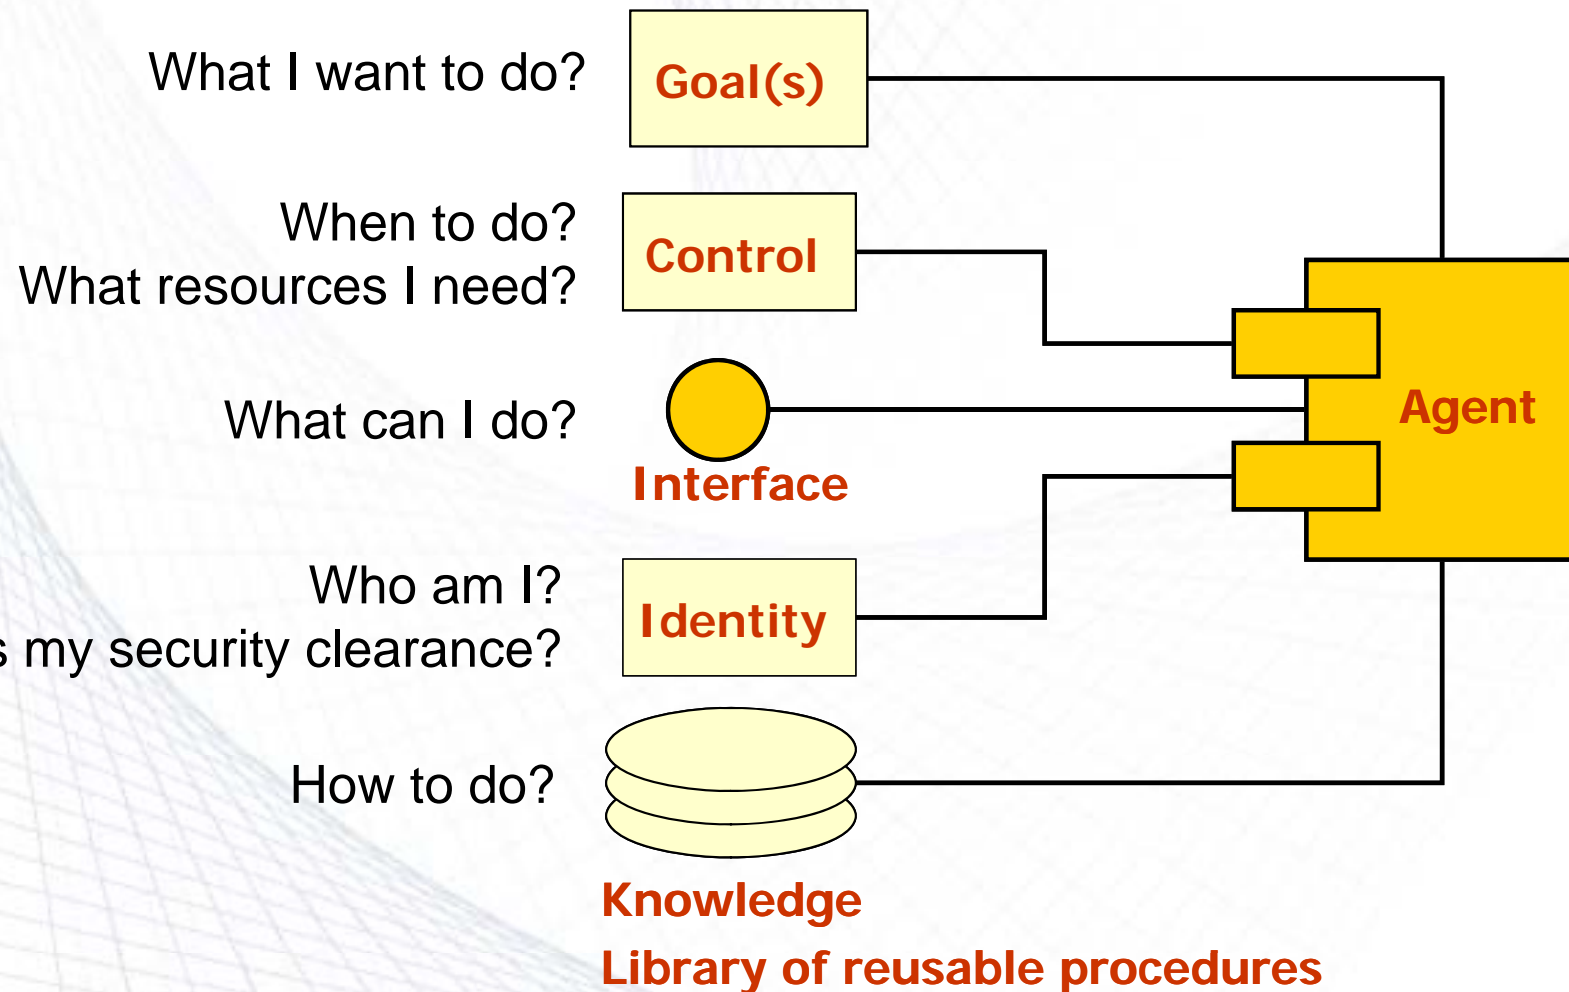 What I want to do?
Goal(s)
When to do?
What resources I need?
Control
What can I do?
Interface
Agent
Who am I?
my security clearance?
Identity
How to do?
Knowledge
Library of reusable procedures